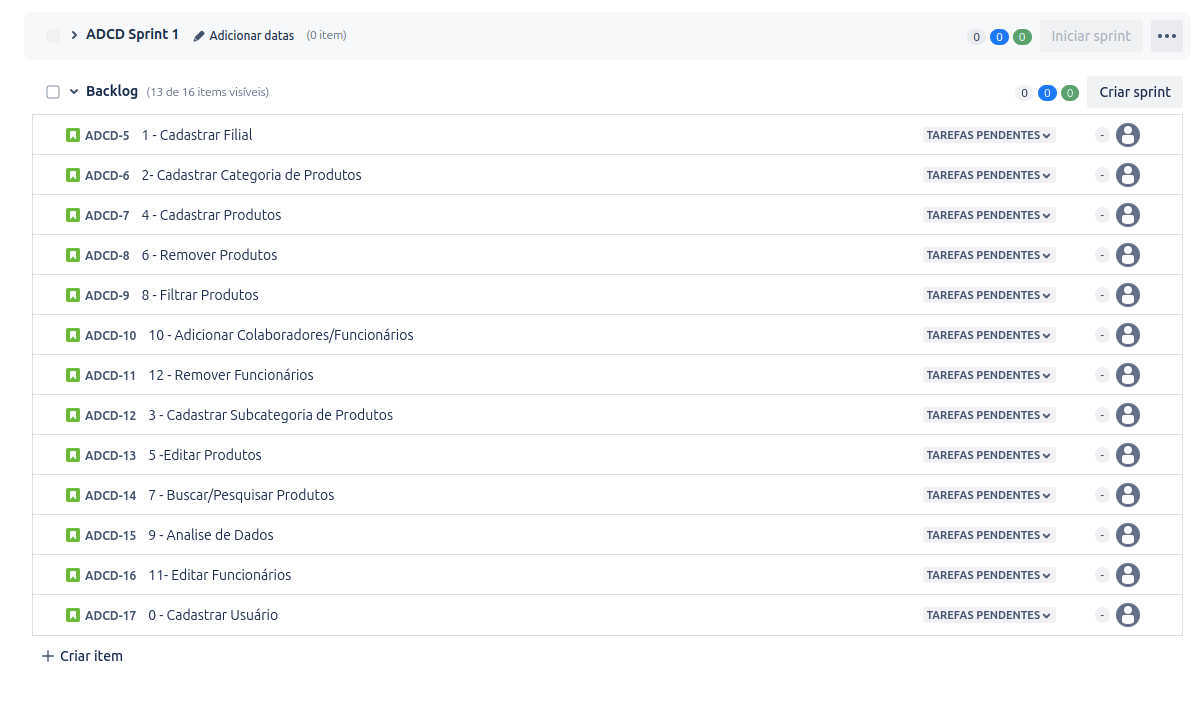 ADCD Sprint 1 Adicionar datas (0 item) 0 0 0 Iniciar sprint
Backlog (13 de 16 items visíveis) 0 0 0 Criar sprint
ADCD-5 1 - Cadastrar Filial TAREFAS PENDENTES -
ADCD-6 2- Cadastrar Categoria de Produtos TAREFAS PENDENTES -
ADCD-7 4 - Cadastrar Produtos TAREFAS PENDENTES -
ADCD-8 6 - Remover Produtos TAREFAS PENDENTES -
ADCD-9 8 - Filtrar Produtos TAREFAS PENDENTES -
ADCD-10 10 - Adicionar Colaboradores/Funcionários TAREFAS PENDENTES -
ADCD-11 12 - Remover Funcionários TAREFAS PENDENTES -
ADCD-12 3 - Cadastrar Subcategoria de Produtos TAREFAS PENDENTES -
ADCD-13 5 -Editar Produtos TAREFAS PENDENTES -
ADCD-14 7 - Buscar/Pesquisar Produtos TAREFAS PENDENTES -
ADCD-15 9 - Analise de Dados TAREFAS PENDENTES -
ADCD-16 11- Editar Funcionários TAREFAS PENDENTES -
ADCD-17 0 - Cadastrar Usuário TAREFAS PENDENTES -
+ Criar item